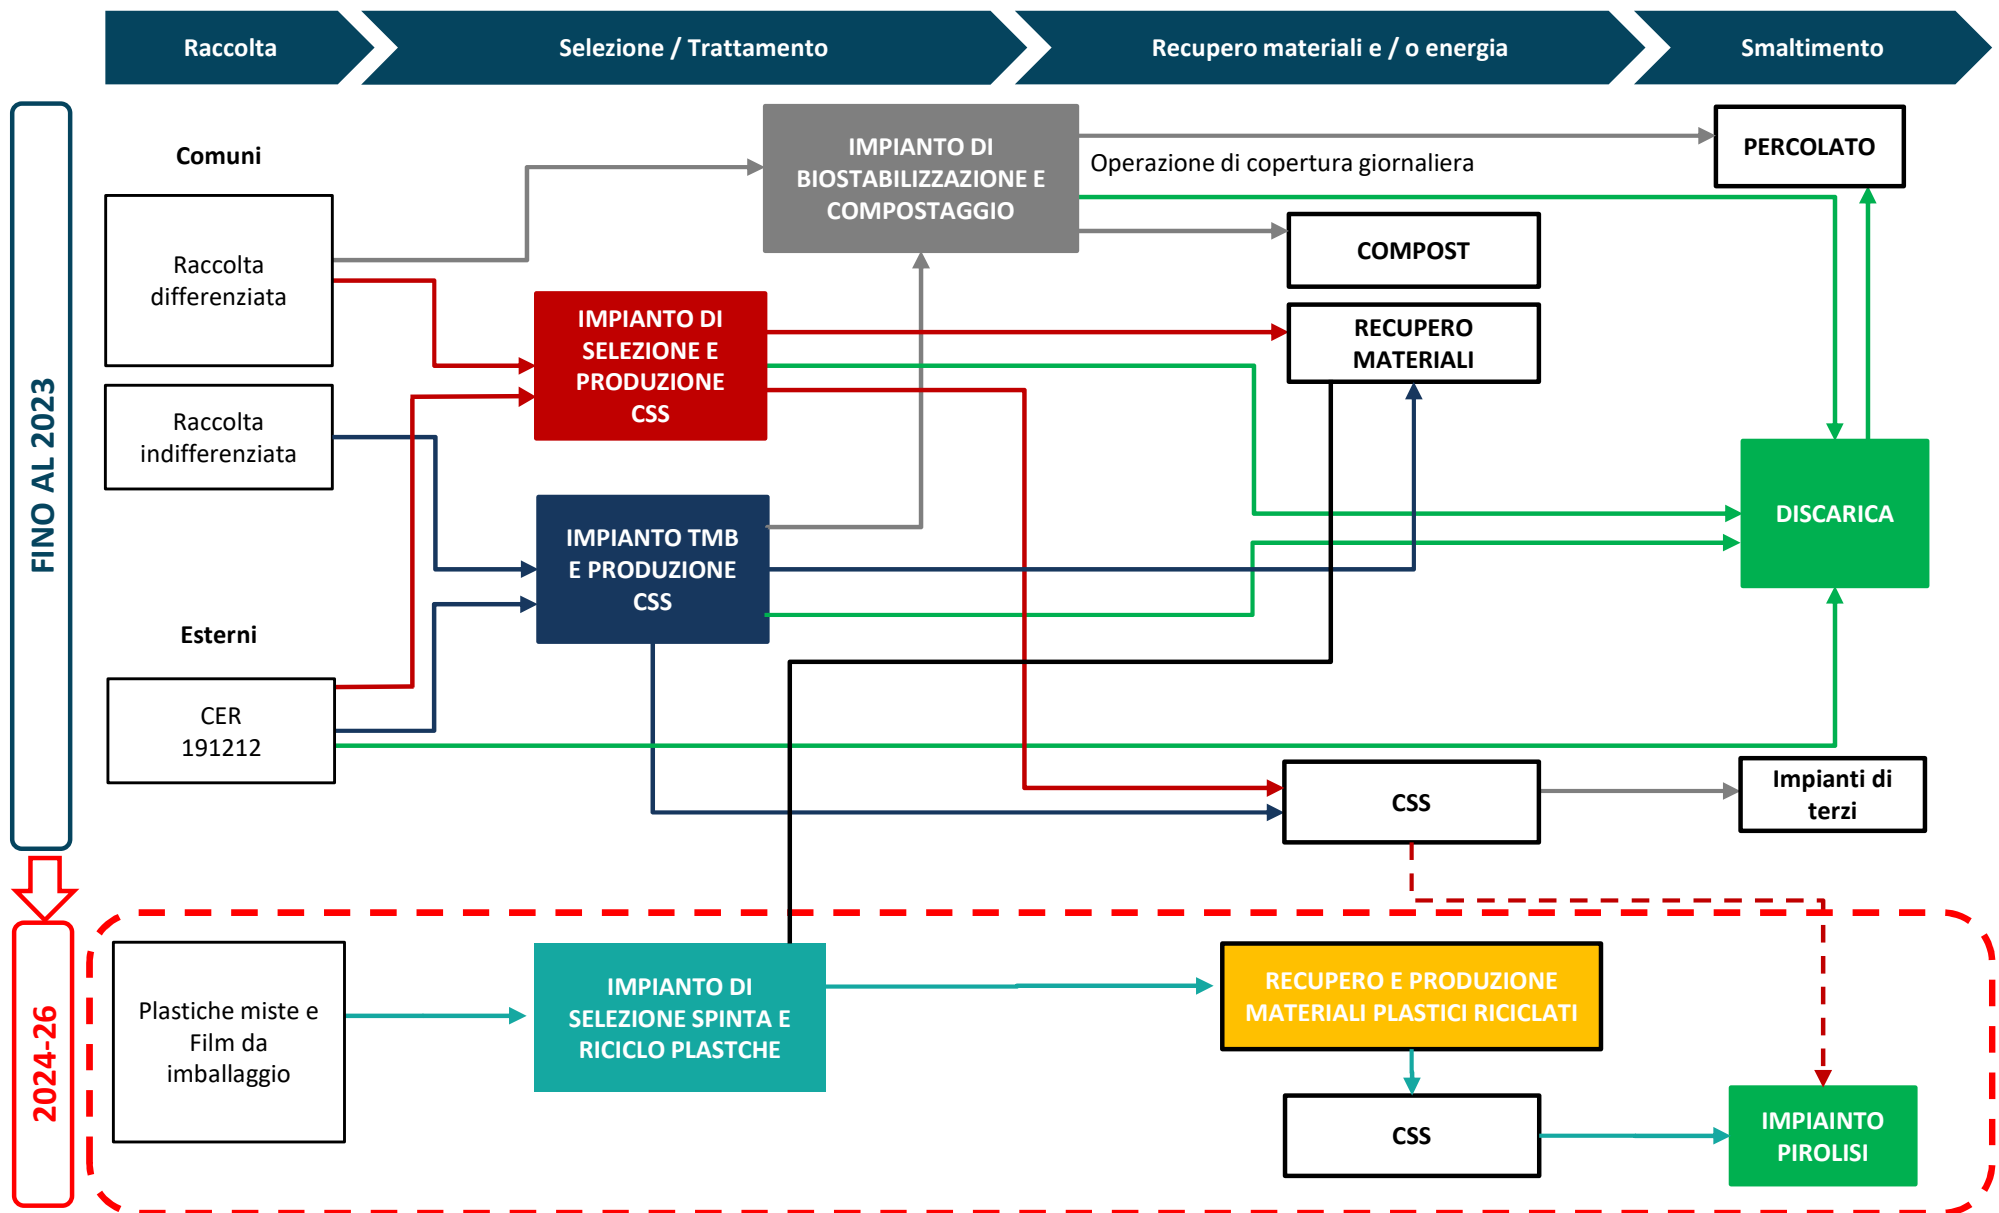 Raccolta
Selezione / Trattamento
Recupero materiali e / o energia
Smaltimento
FINO AL 2023
Comuni
Raccolta
differenziata
Raccolta
indifferenziata
Esterni
CER
191212
IMPIANTO DI
BIOSTABILIZZAZIONE E
COMPOSTAGGIO
IMPIANTO DI
SELEZIONE E
PRODUZIONE
CSS
IMPIANTO TMB
E PRODUZIONE
CSS
Operazione di copertura giornaliera
COMPOST
RECUPERO
MATERIALI
CSS
PERCOLATO
DISCARICA
Impianti di
terzi
2024-26
Plastiche miste e
Film da
imballaggio
IMPIANTO DI
SELEZIONE SPINTA E
RICICLO PLASTCHE
RECUPERO E PRODUZIONE
MATERIALI PLASTICI RICICLATI
CSS
IMPIAINTO
PIROLISI